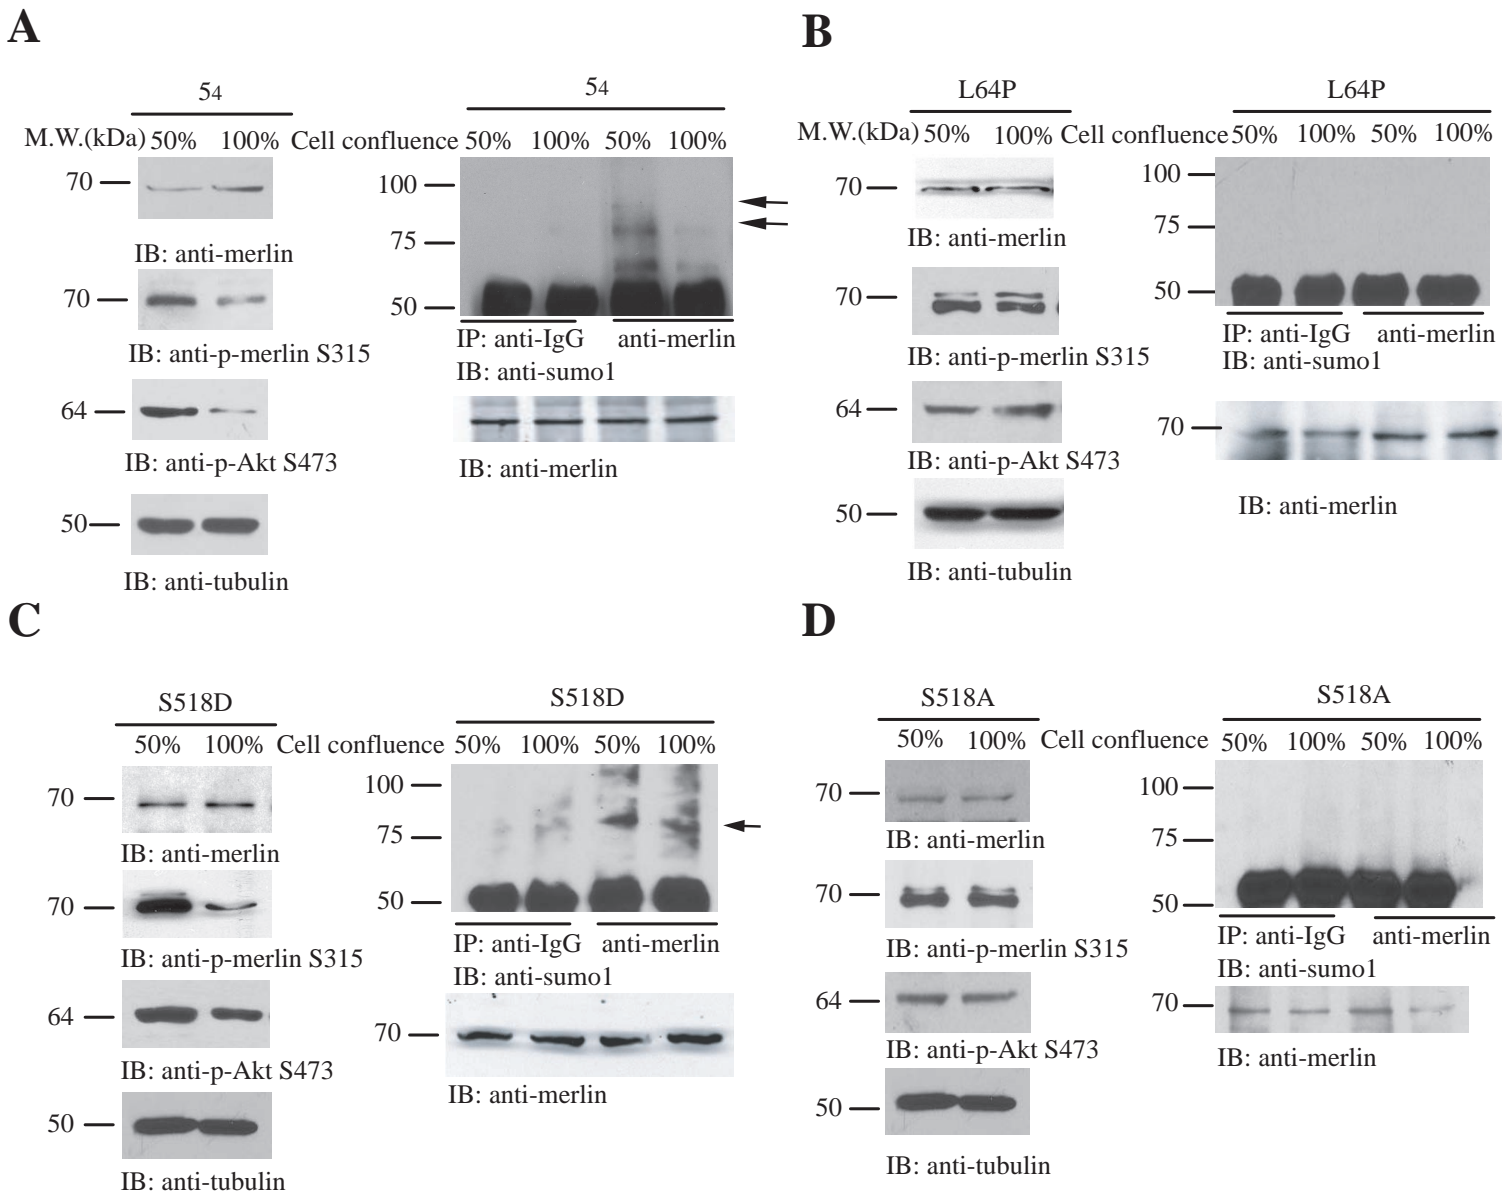 A
54
54
M.W.(kDa) 50% 100% Cell confluence 50% 100% 50% 100%
70
100
75
50
IB: anti-merlin
70
IP: anti-IgG anti-merlin
IB: anti-p-merlin S315
IB: anti-sumo1
64
IB: anti-p-Akt S473
IB: anti-merlin
50
IB: anti-tubulin
B
L64P
L64P
M.W.(kDa) 50% 100% Cell confluence 50% 100% 50% 100%
70
100
75
50
IB: anti-merlin
70
IP: anti-IgG anti-merlin
IB: anti-p-merlin S315
IB: anti-sumo1
64
70
IB: anti-p-Akt S473
50
IB: anti-merlin
IB: anti-tubulin
C
S518D
S518D
50% 100% Cell confluence 50% 100% 50% 100%
70
100
75
50
IB: anti-merlin
70
IP: anti-IgG anti-merlin
IB: anti-p-merlin S315
IB: anti-sumo1
64
70
IB: anti-p-Akt S473
IB: anti-merlin
50
IB: anti-tubulin
D
S518A
S518A
50% 100% Cell confluence 50% 100% 50% 100%
70
100
75
50
IB: anti-merlin
70
IP: anti-IgG anti-merlin
IB: anti-p-merlin S315
IB: anti-sumo1
64
70
IB: anti-p-Akt S473
IB: anti-merlin
50
IB: anti-tubulin